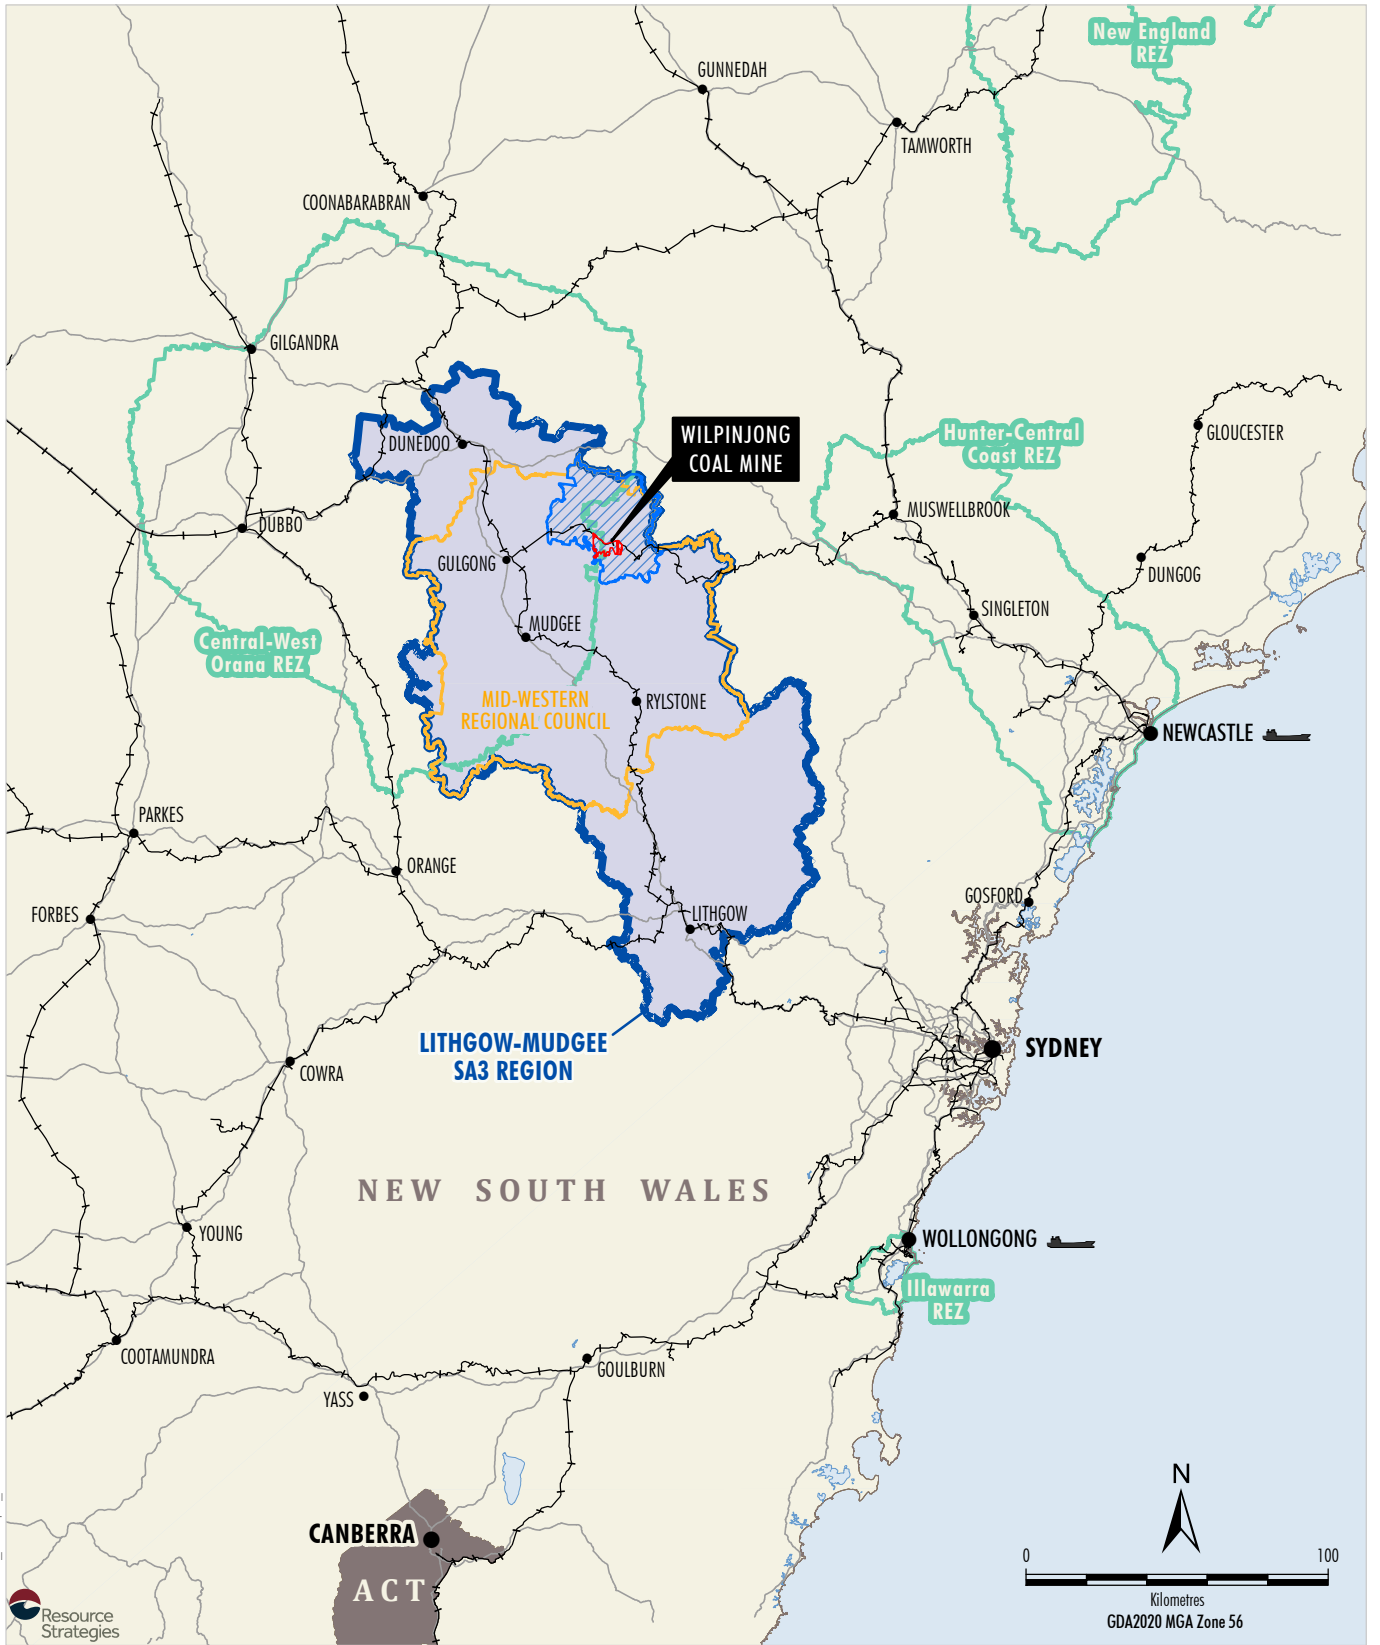 New England
REZ
GUNNEDAH
TAMWORTH
COONABARABRAN
GILGANDRA
WILPINJONG
COAL MINE
Hunter-Central
Coast REZ
GLOUCESTER
DUNEDOO
MUSWELLBROOK
DUBBO
GULGONG
DUNGOG
SINGLETON
MUDGEE
Central-West
Orana REZ
MID-WESTERN
REGIONAL COUNCIL
RYLSTONE
NEWCASTLE
PARKES
ORANGE
GOSFORD
FORBES
LITHGOW
LITHGOW-MUDGEE
SA3 REGION
SYDNEY
COWRA
NEW SOUTH WALES
YOUNG
WOLLONGONG
Illawarra
REZ
COOTAMUNDRA
GOULBURN
YASS
N
CANBERRA
ACT
0 100
Kilometres
GDA2020 MGA Zone 56
Resource
Strategies